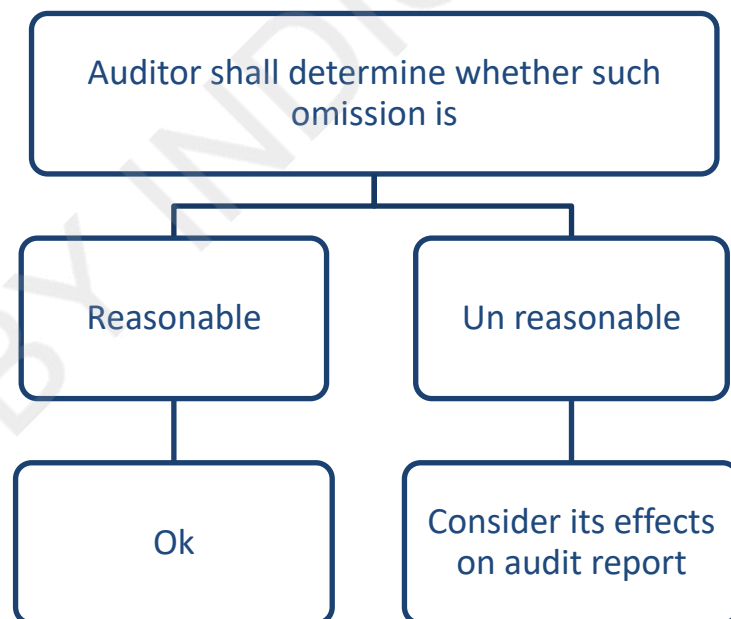 Auditor shall determine whether such
omission is
Reasonable
Un reasonable
Ok
Consider its effects
on audit report